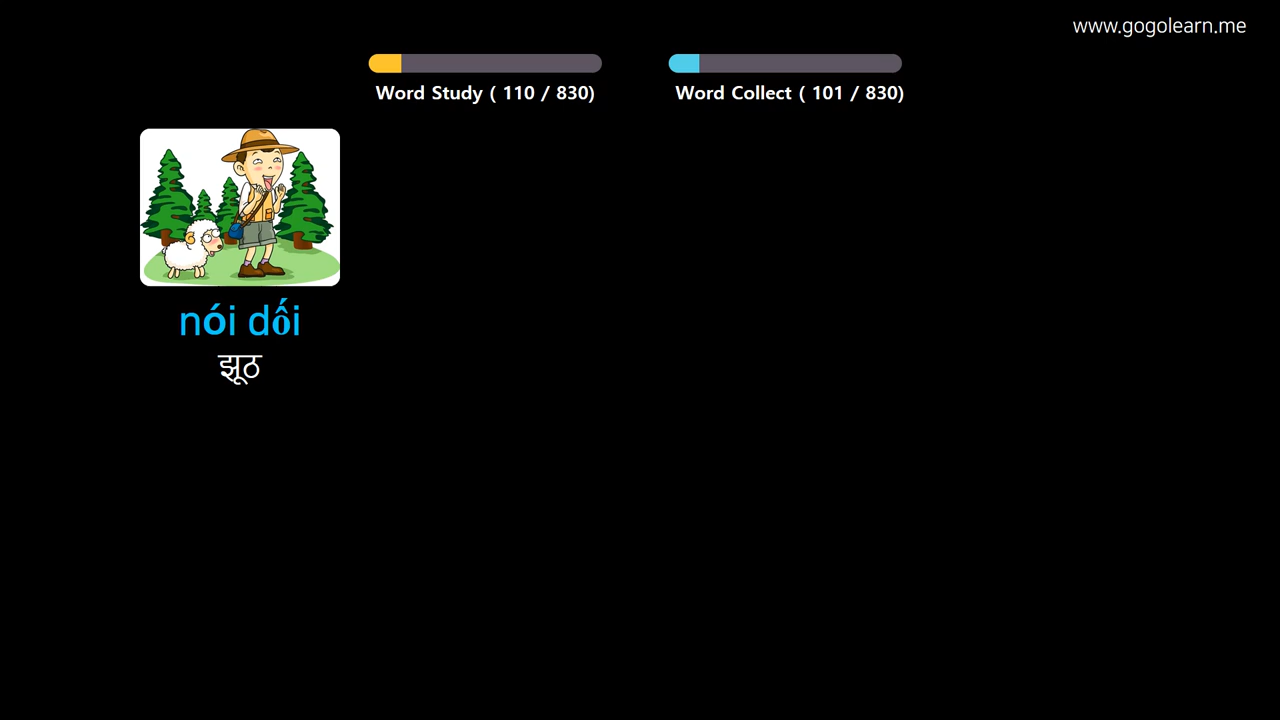 www.gogolearn.me
Word Study ( 110 / 830)
Word Collect ( 101 / 830)
nói dối
झूठ